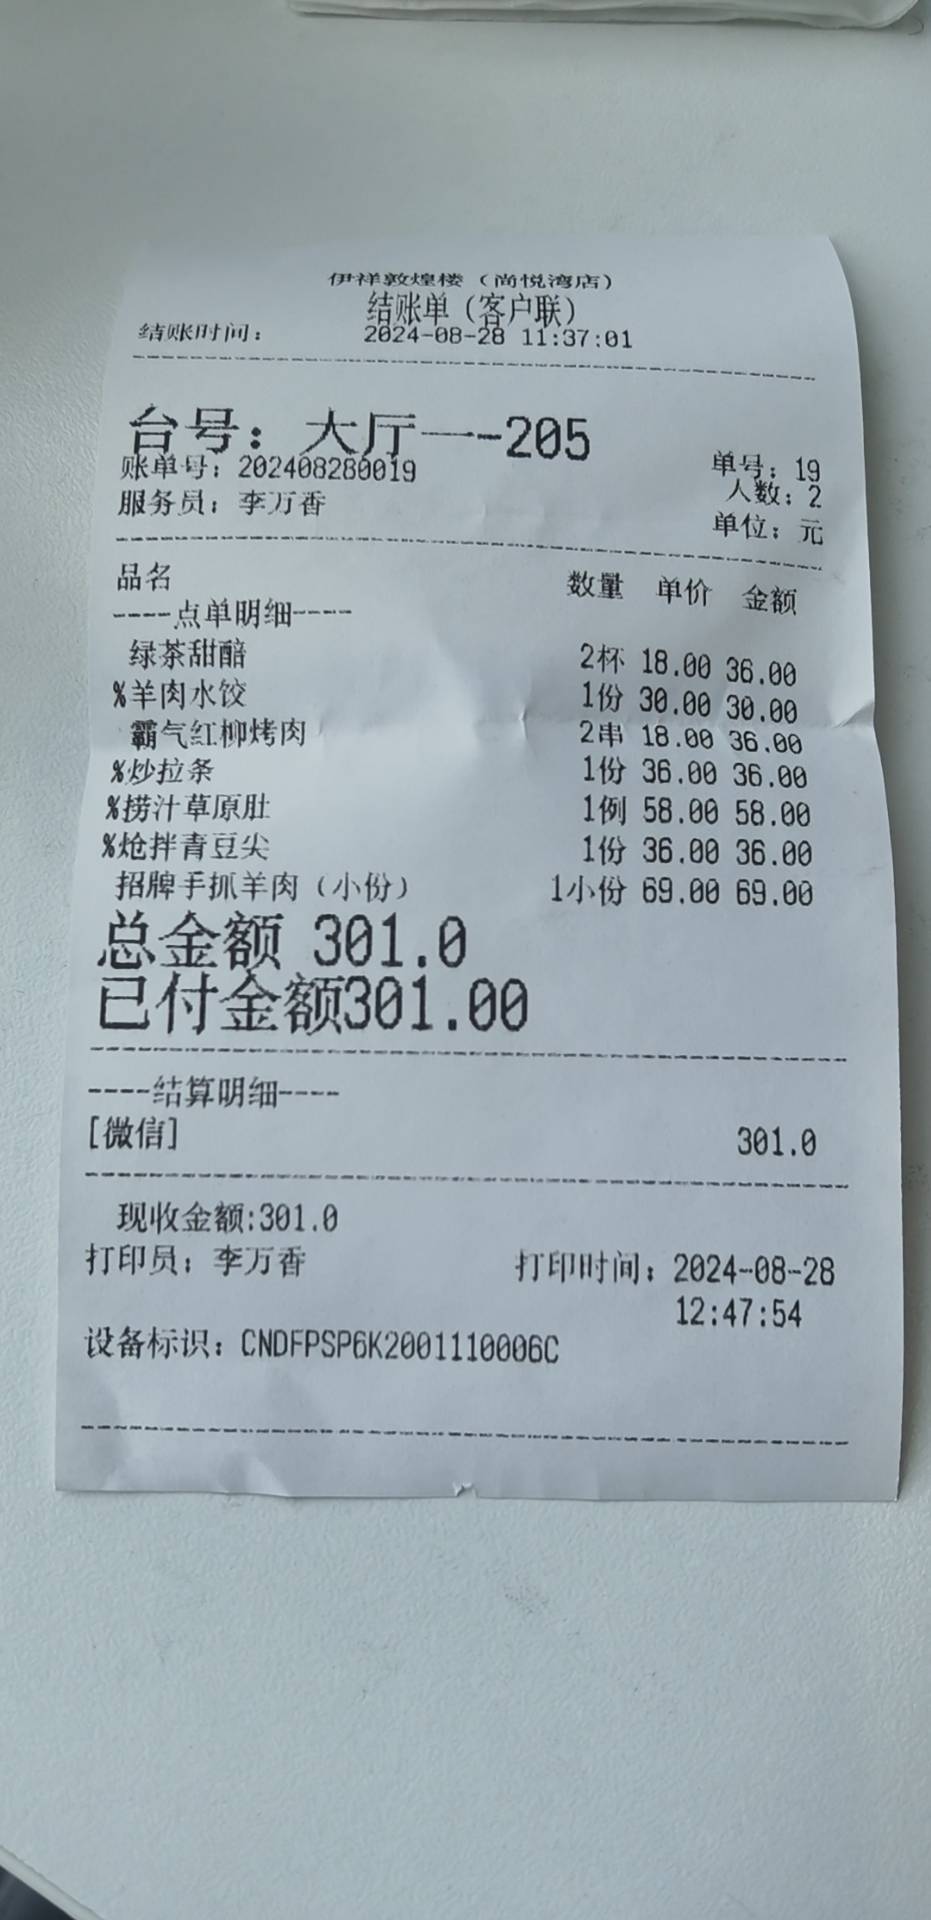 伊祥敦煌楼（尚悦湾店）
结账单（客户联）
结账时间： 2024-08-28 11:37:01
台号：大厅一-205
账单号：202408280019 单号：19
人数：2
服务员：李万香 单位：元
品名 数量 单价 金额
----点单明细----
绿茶甜醅 2杯 18.00 36.00
%羊肉水饺 1份 30.00 30.00
霸气红柳烤肉 2串 18.00 36.00
%炒拉条 1份 36.00 36.00
%捞汁草原肚 1例 58.00 58.00
%炝拌青豆尖 1份 36.00 36.00
招牌手抓羊肉（小份） 1小份 69.00 69.00
总金额 301.0
已付金额301.00
----结算明细----
[微信] 301.0
现收金额:301.0
打印员：李万香 打印时间：2024-08-28
12:47:54
设备标识：CNDFPSP6K2001110006C